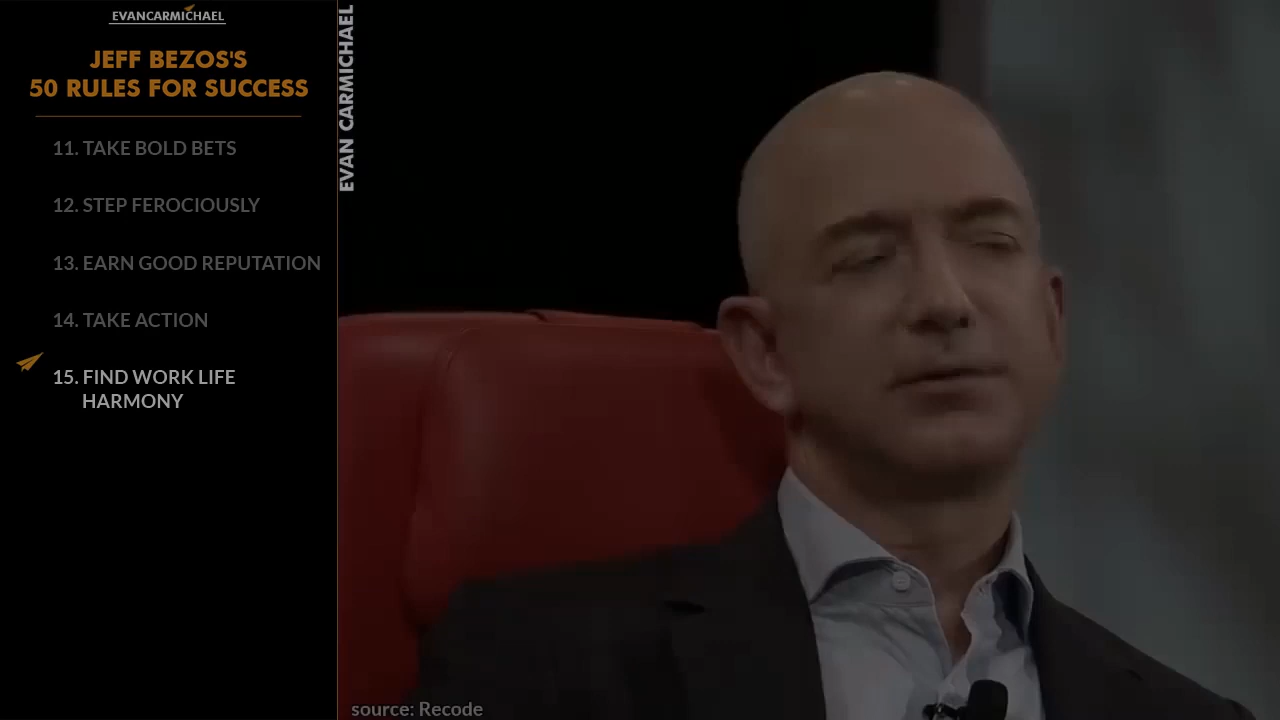 EVANCARMICHAEL
JEFF BEZOS'S
50 RULES FOR SUCCESS
11. TAKE BOLD BETS
12. STEP FEROCIOUSLY
13. EARN GOOD REPUTATION
14. TAKE ACTION
15. FIND WORK LIFE
HARMONY
EVAN CARMICHAEL
source: Recode